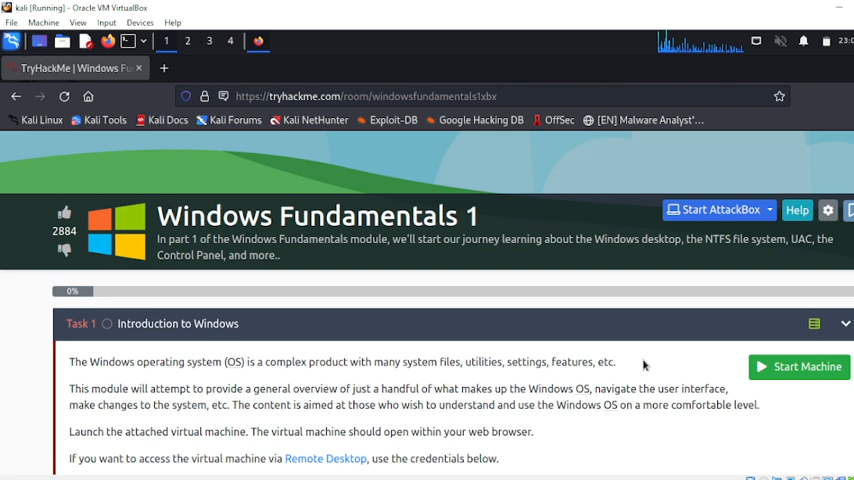 kali [Running] - Oracle VM VirtualBox
File Machine View Input Devices Help
1 2 3 4
TryHackMe | Windows Fu
https://tryhackme.com/room/windowsfundamentals1xbx
Kali Linux Kali Tools Kali Docs Kali Forums Kali NetHunter Exploit-DB Google Hacking DB OffSec [EN] Malware Analyst'...
Windows Fundamentals 1
Start AttackBox Help
2884
In part 1 of the Windows Fundamentals module, we'll start our journey learning about the Windows desktop, the NTFS file system, UAC, the
Control Panel, and more..
0%
Task 1 Introduction to Windows
The Windows operating system (OS) is a complex product with many system files, utilities, settings, features, etc.
Start Machine
This module will attempt to provide a general overview of just a handful of what makes up the Windows OS, navigate the user interface,
make changes to the system, etc. The content is aimed at those who wish to understand and use the Windows OS on a more comfortable level.
Launch the attached virtual machine. The virtual machine should open within your web browser.
If you want to access the virtual machine via Remote Desktop, use the credentials below.